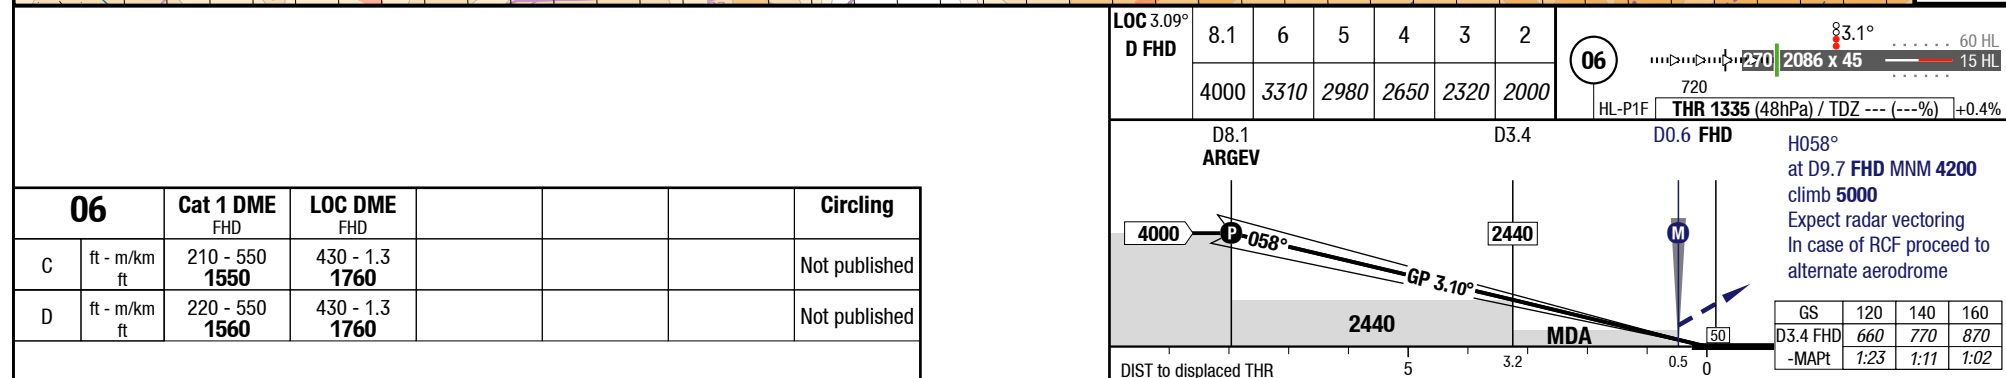 LOC 3.09° 8.1 6 5 4 3 2
D FHD
4000 3310 2980 2650 2320 2000
06
3.1°
60 HL
270 2086 x 45
15 HL
720
HL-P1F THR 1335 (48hPa) / TDZ --- (---%) +0.4%
D8.1 D3.4 D0.6 FHD
ARGEV
H058°
at D9.7 FHD MNM 4200
climb 5000
Expect radar vectoring
In case of RCF proceed to
alternate aerodrome
4000 P 058° 2440 M
GP 3.10°
2440 MDA 50
GS 120 140 160
D3.4 FHD 660 770 870
-MAPt 1:23 1:11 1:02
DIST to displaced THR 5 3.2 0.5 0
06 Cat 1 DME LOC DME Circling
FHD FHD
C ft - m/km 210 - 550 430 - 1.3 Not published
ft 1550 1760
D ft - m/km 220 - 550 430 - 1.3 Not published
ft 1560 1760